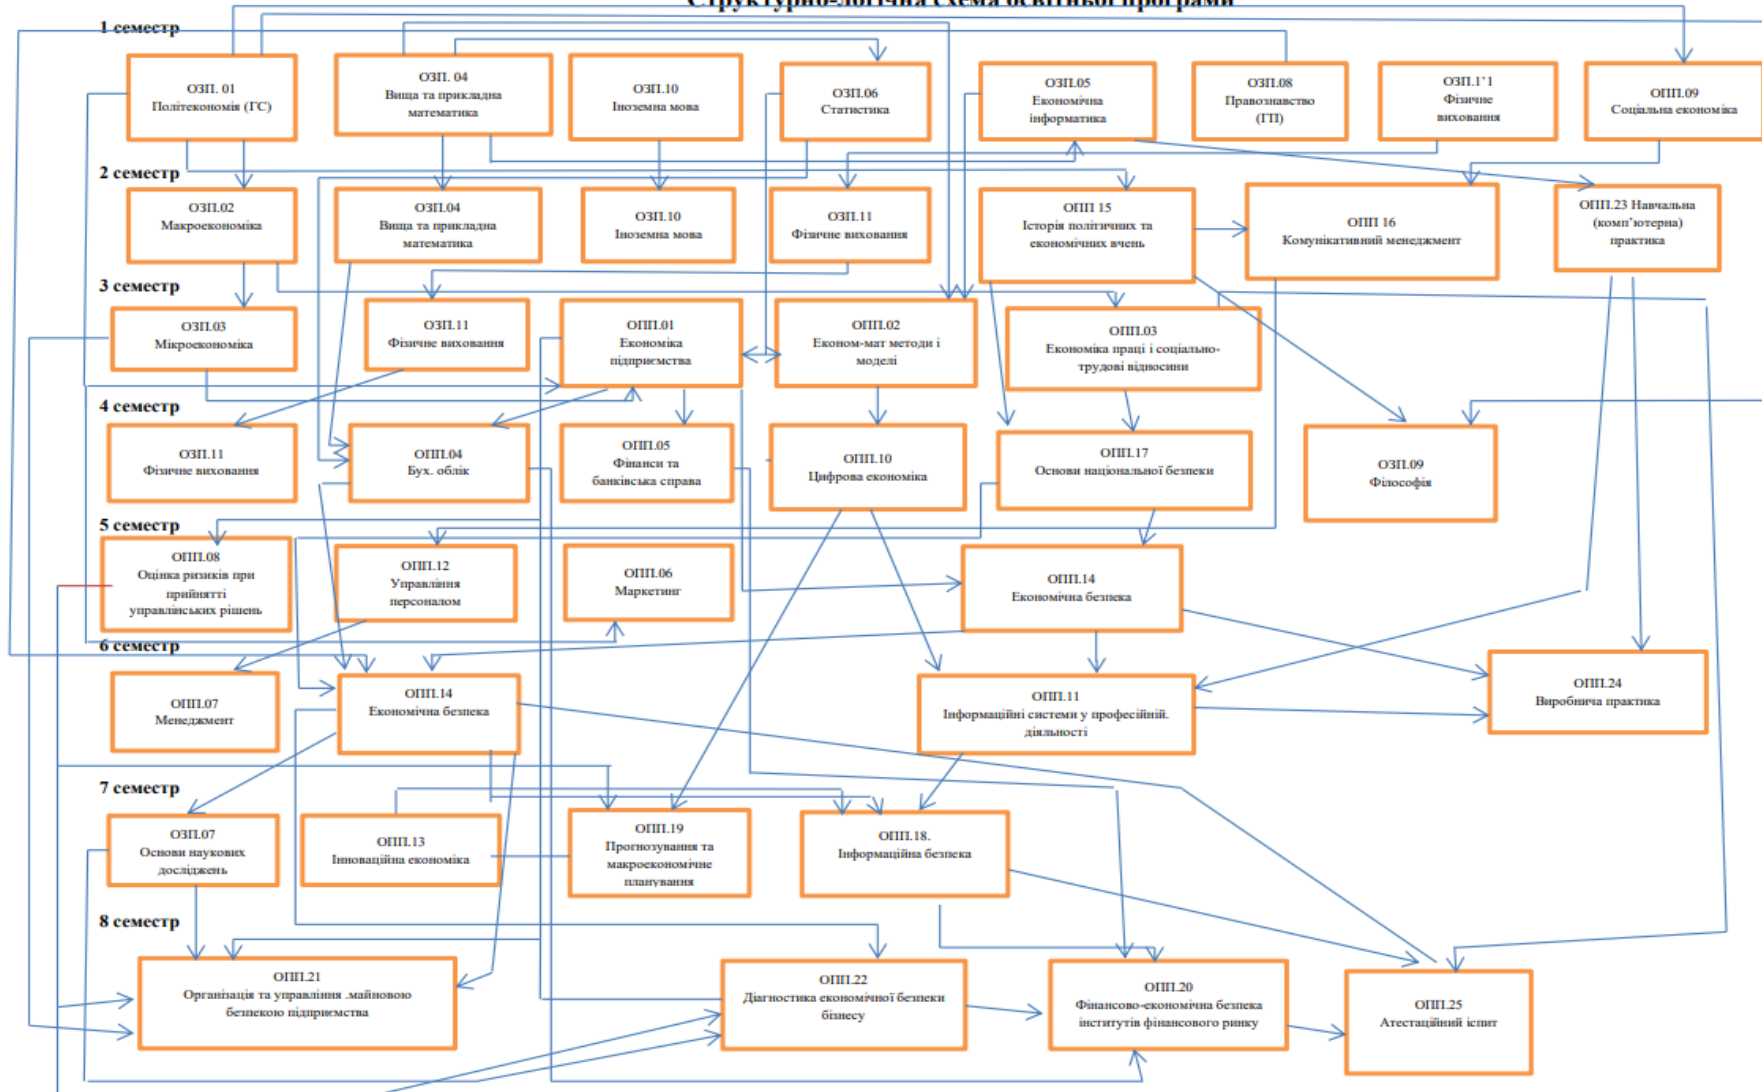 Структурно-логічна схема освітньої програми
1 семестр
ОЗП. 01
Політекономія (ГС)
ОЗП. 04
Вища та прикладна
математика
ОЗП.10
Іноземна мова
ОЗП.06
Статистика
ОЗП.05
Економічна
інформатика
ОЗП.08
Правознавство
(ГП)
ОЗП.1'1
Фізичне
виховання
ОПП.09
Соціальна економіка
2 семестр
ОЗП.02
Макроекономіка
ОЗП.04
Вища та прикладна
математика
ОЗП.10
Іноземна мова
ОЗП.11
Фізичне виховання
ОПП 15
Історія політичних та
економічних вчень
ОПП 16
Комунікативний менеджмент
ОПП.23 Навчальна
(комп'ютерна)
практика
3 семестр
ОЗП.03
Мікроекономіка
ОЗП.11
Фізичне виховання
ОПП.01
Економіка
підприємства
ОПП.02
Економ-мат методи і
моделі
ОПП.03
Економіка праці і соціально-
трудові відносини
4 семестр
ОЗП.11
Фізичне виховання
ОПП.04
Бух. облік
ОПП.05
Фінанси та
банківська справа
ОПП.10
Цифрова економіка
ОПП.17
Основи національної безпеки
ОЗП.09
Філософія
5 семестр
ОПП.08
Оцінка ризиків при
прийнятті
управлінських рішень
ОПП.12
Управління
персоналом
ОПП.06
Маркетинг
ОПП.14
Економічна безпека
6 семестр
ОПП.07
Менеджмент
ОПП.14
Економічна безпека
ОПП.11
Інформаційні системи у професійній.
діяльності
ОПП.24
Виробнича практика
7 семестр
ОЗП.07
Основи наукових
досліджень
ОПП.13
Інноваційна економіка
ОПП.19
Прогнозування та
макроекономічне
планування
ОПП.18.
Інформаційна безпека
8 семестр
ОПП.21
Організація та управління .майновою
безпекою підприємства
ОПП.22
Діагностика економічної безпеки
бізнесу
ОПП.20
Фінансово-економічна безпека
інститутів фінансового ринку
ОПП.25
Атестаційний іспит